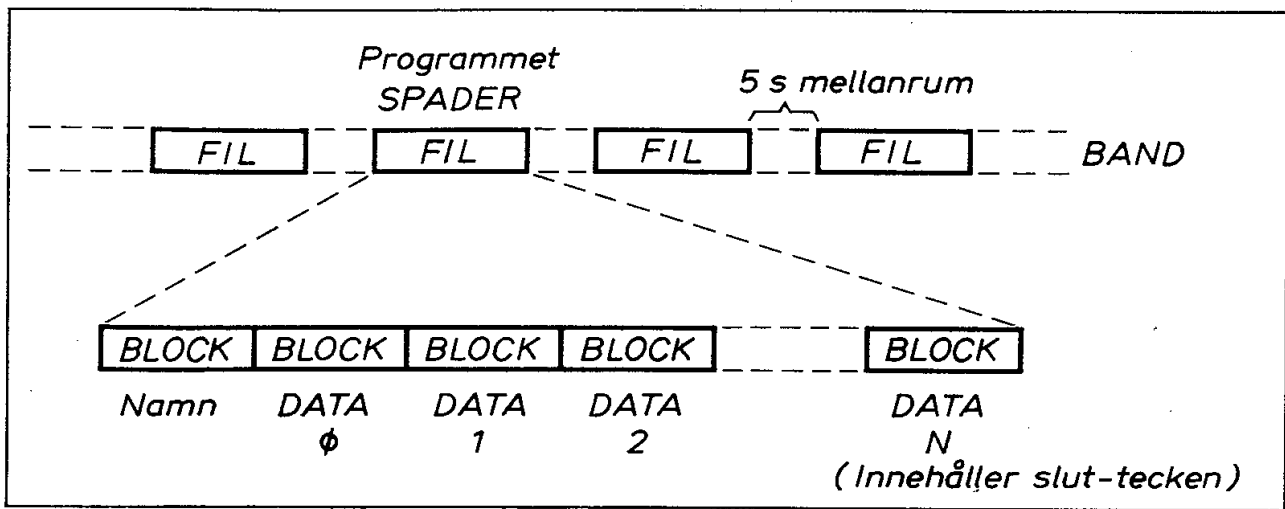 Programmet
SPADER
5 s mellanrum
FIL FIL FIL FIL BAND
BLOCK BLOCK BLOCK BLOCK BLOCK
Namn DATA DATA DATA DATA
ϕ 1 2 N
(Innehåller slut-tecken)